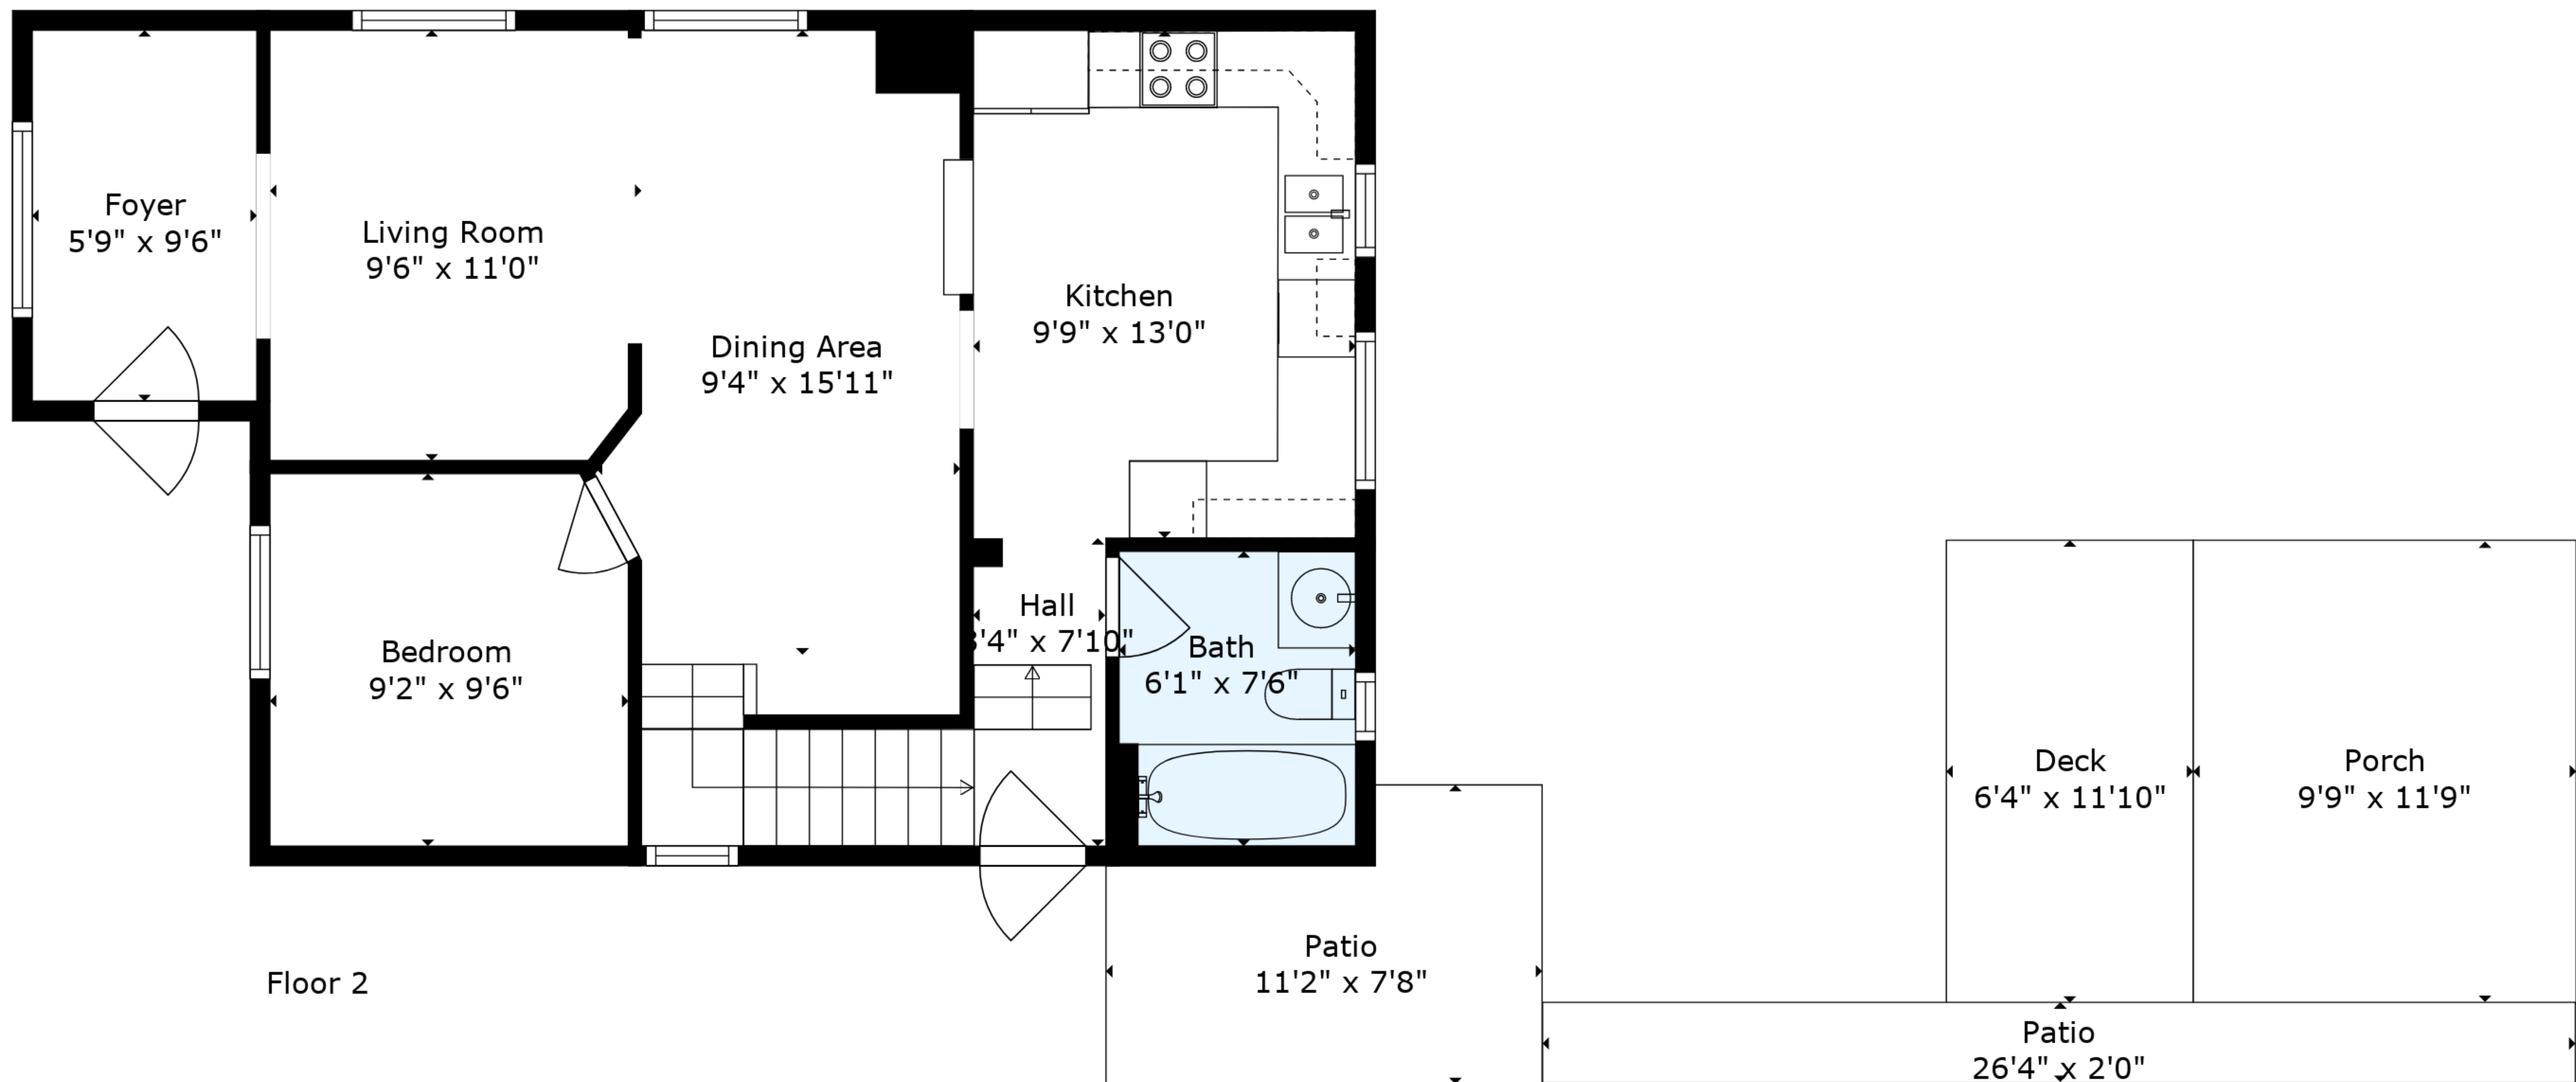 Foyer
5'9" x 9'6"
Living Room
9'6" x 11'0"
Dining Area
9'4" x 15'11"
Kitchen
9'9" x 13'0"
Bedroom
9'2" x 9'6"
Hall
3'4" x 7'10"
Bath
6'1" x 7'6"
Deck
6'4" x 11'10"
Porch
9'9" x 11'9"
Patio
11'2" x 7'8"
Patio
26'4" x 2'0"
Floor 2